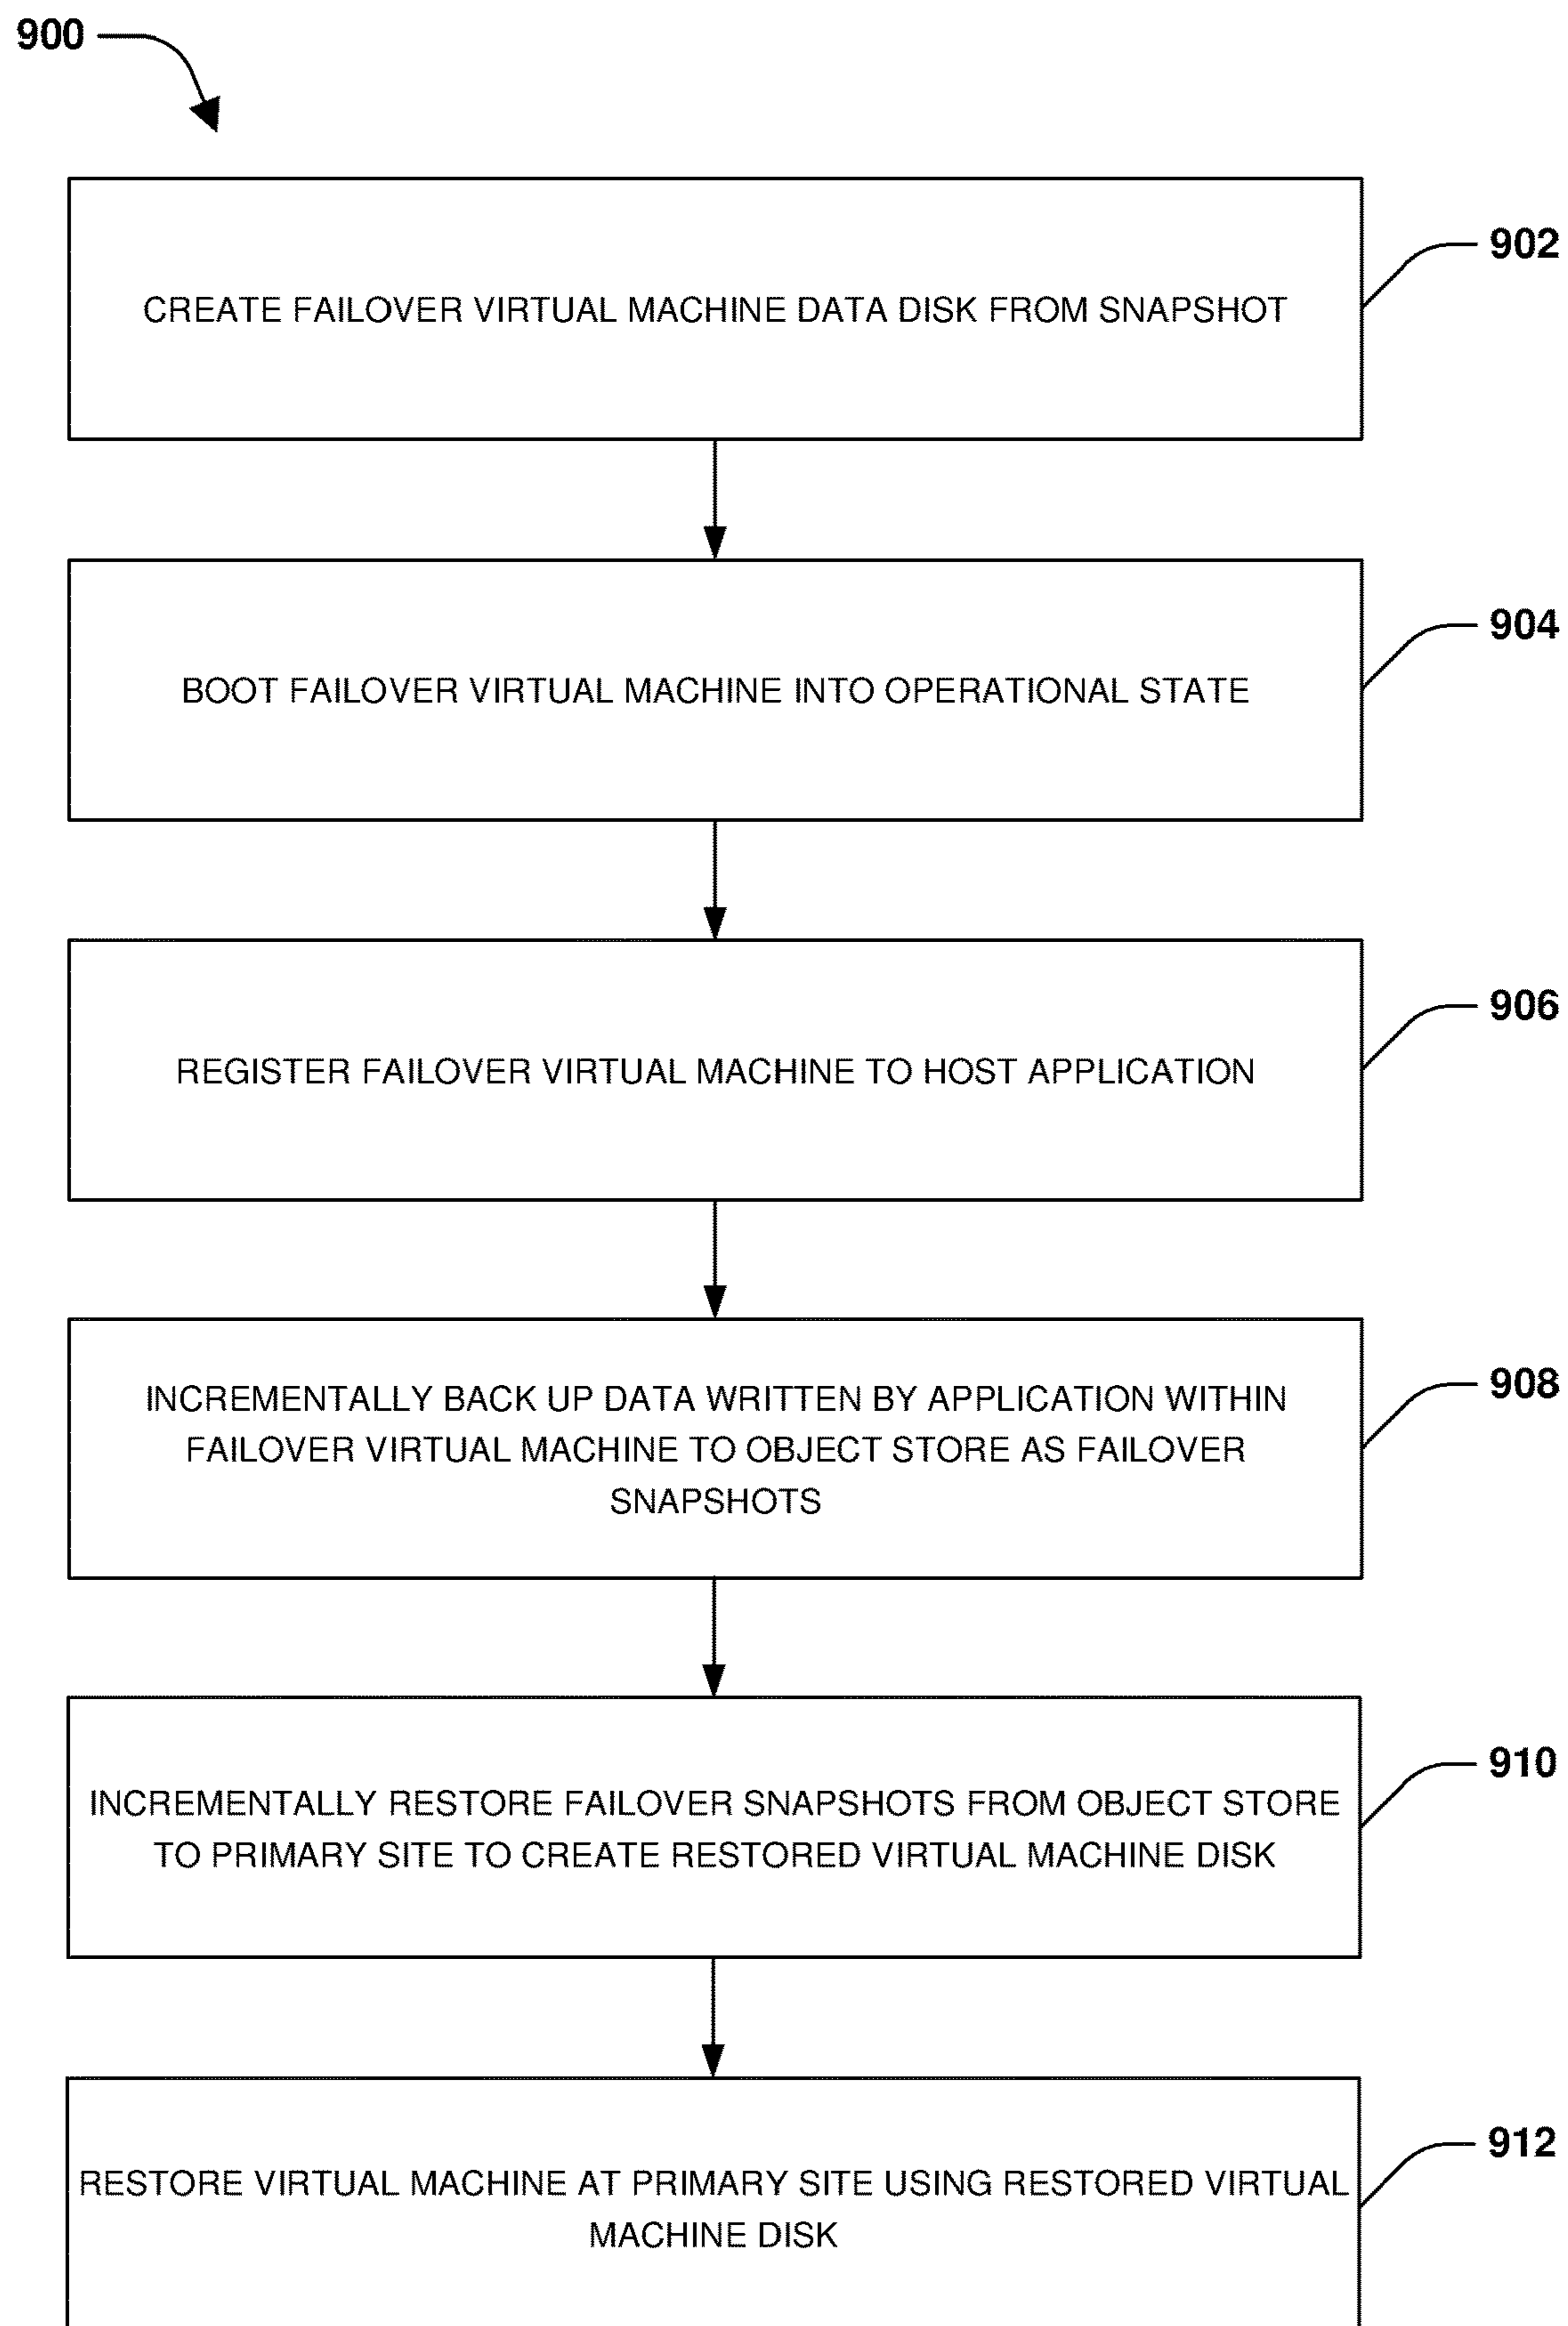 900
CREATE FAILOVER VIRTUAL MACHINE DATA DISK FROM SNAPSHOT
902
BOOT FAILOVER VIRTUAL MACHINE INTO OPERATIONAL STATE
904
REGISTER FAILOVER VIRTUAL MACHINE TO HOST APPLICATION
906
INCREMENTALLY BACK UP DATA WRITTEN BY APPLICATION WITHIN
FAILOVER VIRTUAL MACHINE TO OBJECT STORE AS FAILOVER
SNAPSHOTS
908
INCREMENTALLY RESTORE FAILOVER SNAPSHOTS FROM OBJECT STORE
TO PRIMARY SITE TO CREATE RESTORED VIRTUAL MACHINE DISK
910
RESTORE VIRTUAL MACHINE AT PRIMARY SITE USING RESTORED VIRTUAL
MACHINE DISK
912